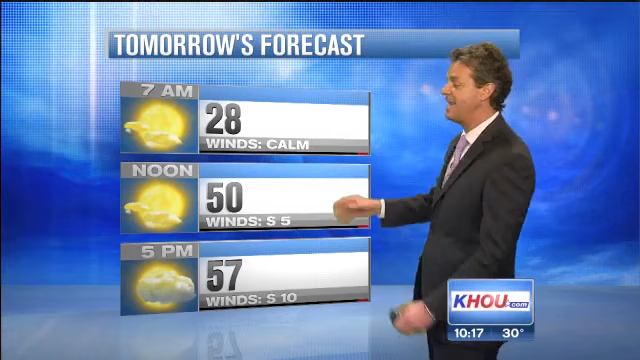 TOMORROW'S FORECAST
7 AM
28
WINDS: CALM
NOON
50
WINDS: S 5
5 PM
57
WINDS: S 10
KHOU.com
10:17 30°